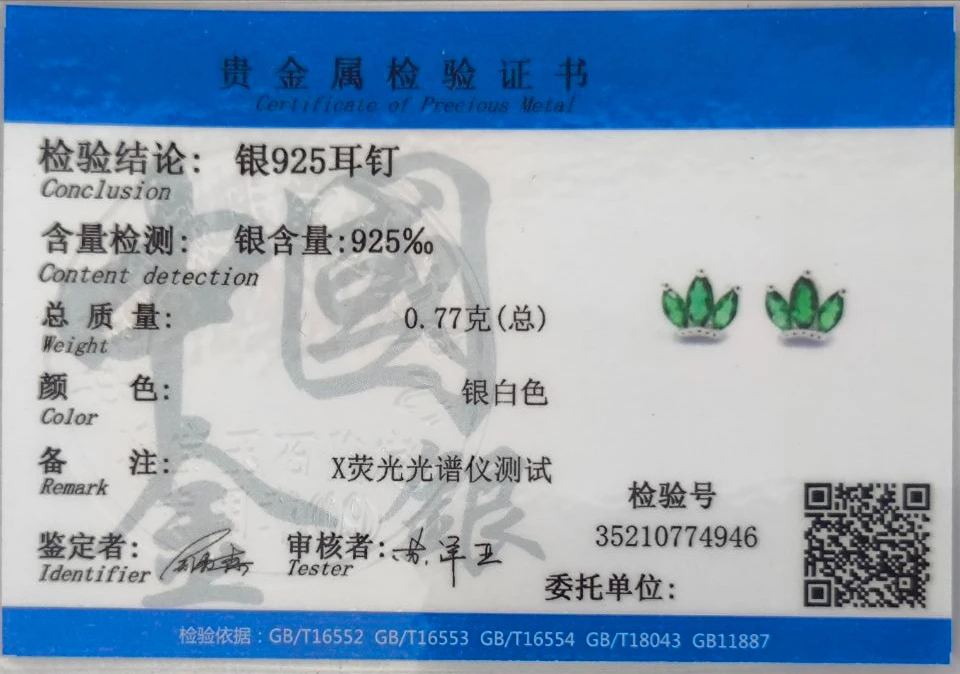 贵金属检验证书
Certificate of Precious Metal
检验结论: 银925耳钉
Conclusion
含量检测: 银含量:925‰
Content detection
总质量: 0.77克(总)
Weight
颜色: 银白色
Color
备注: X荧光光谱仪测试
Remark
检验号
35210774946
鉴定者:
Identifier
审核者:
Tester
委托单位:
检验依据: GB/T16552 GB/T16553 GB/T16554 GB/T18043 GB11887
中國
金銀